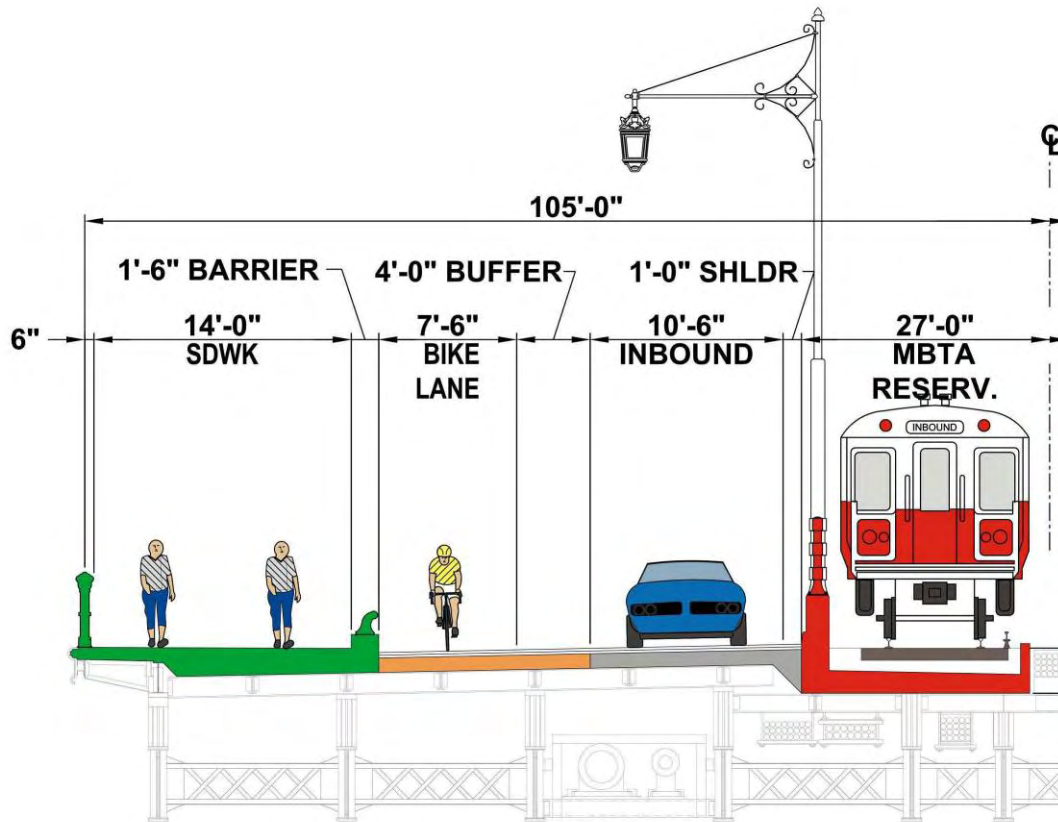 ℄
105'-0"
1'-6" BARRIER
4'-0" BUFFER
1'-0" SHLDR
6"
14'-0"
SDWK
7'-6"
BIKE
LANE
10'-6"
INBOUND
27'-0"
MBTA
RESERV.
INBOUND